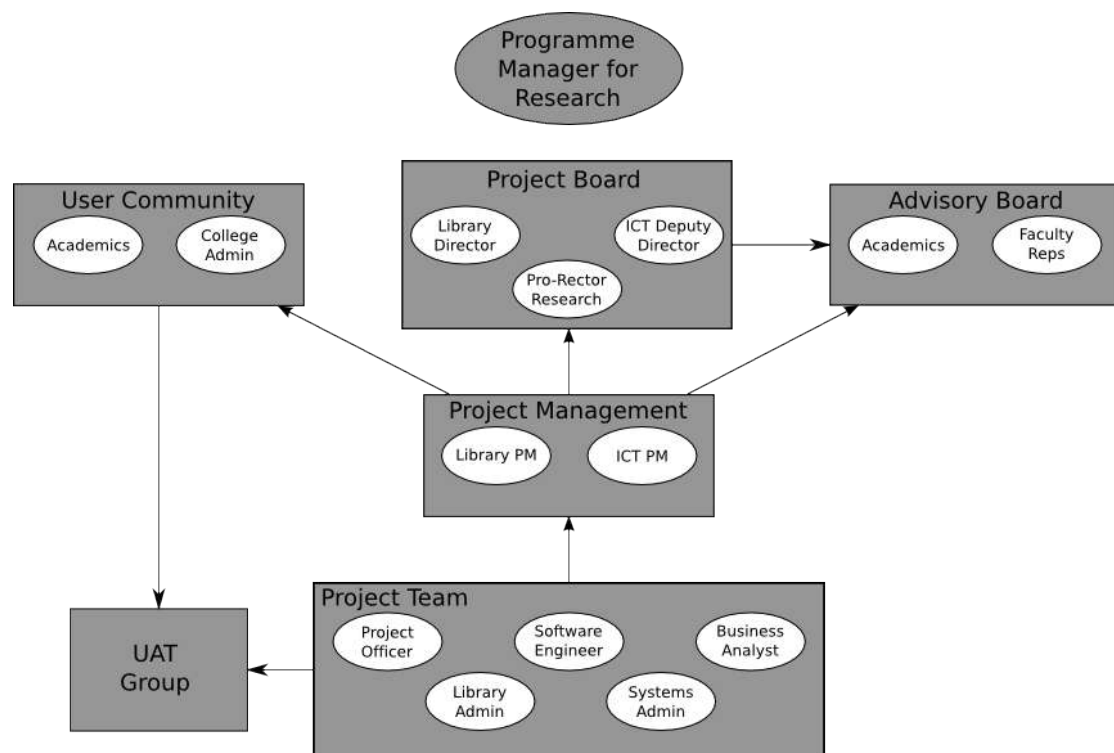 Programme
Manager for
Research
User Community
Academics
College
Admin
Project Board
Library
Director
ICT Deputy
Director
Pro-Rector
Research
Advisory Board
Academics
Faculty
Reps
Project Management
Library PM
ICT PM
Project Team
Project
Officer
Software
Engineer
Business
Analyst
Library
Admin
Systems
Admin
UAT
Group